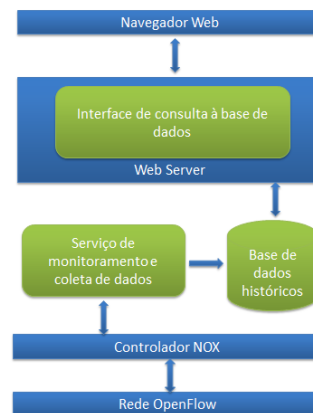 Navegador Web
Interface de consulta à base de
dados
Web Server
Serviço de
monitoramento e
coleta de dados
Base de
dados
históricos
Controlador NOX
Rede OpenFlow